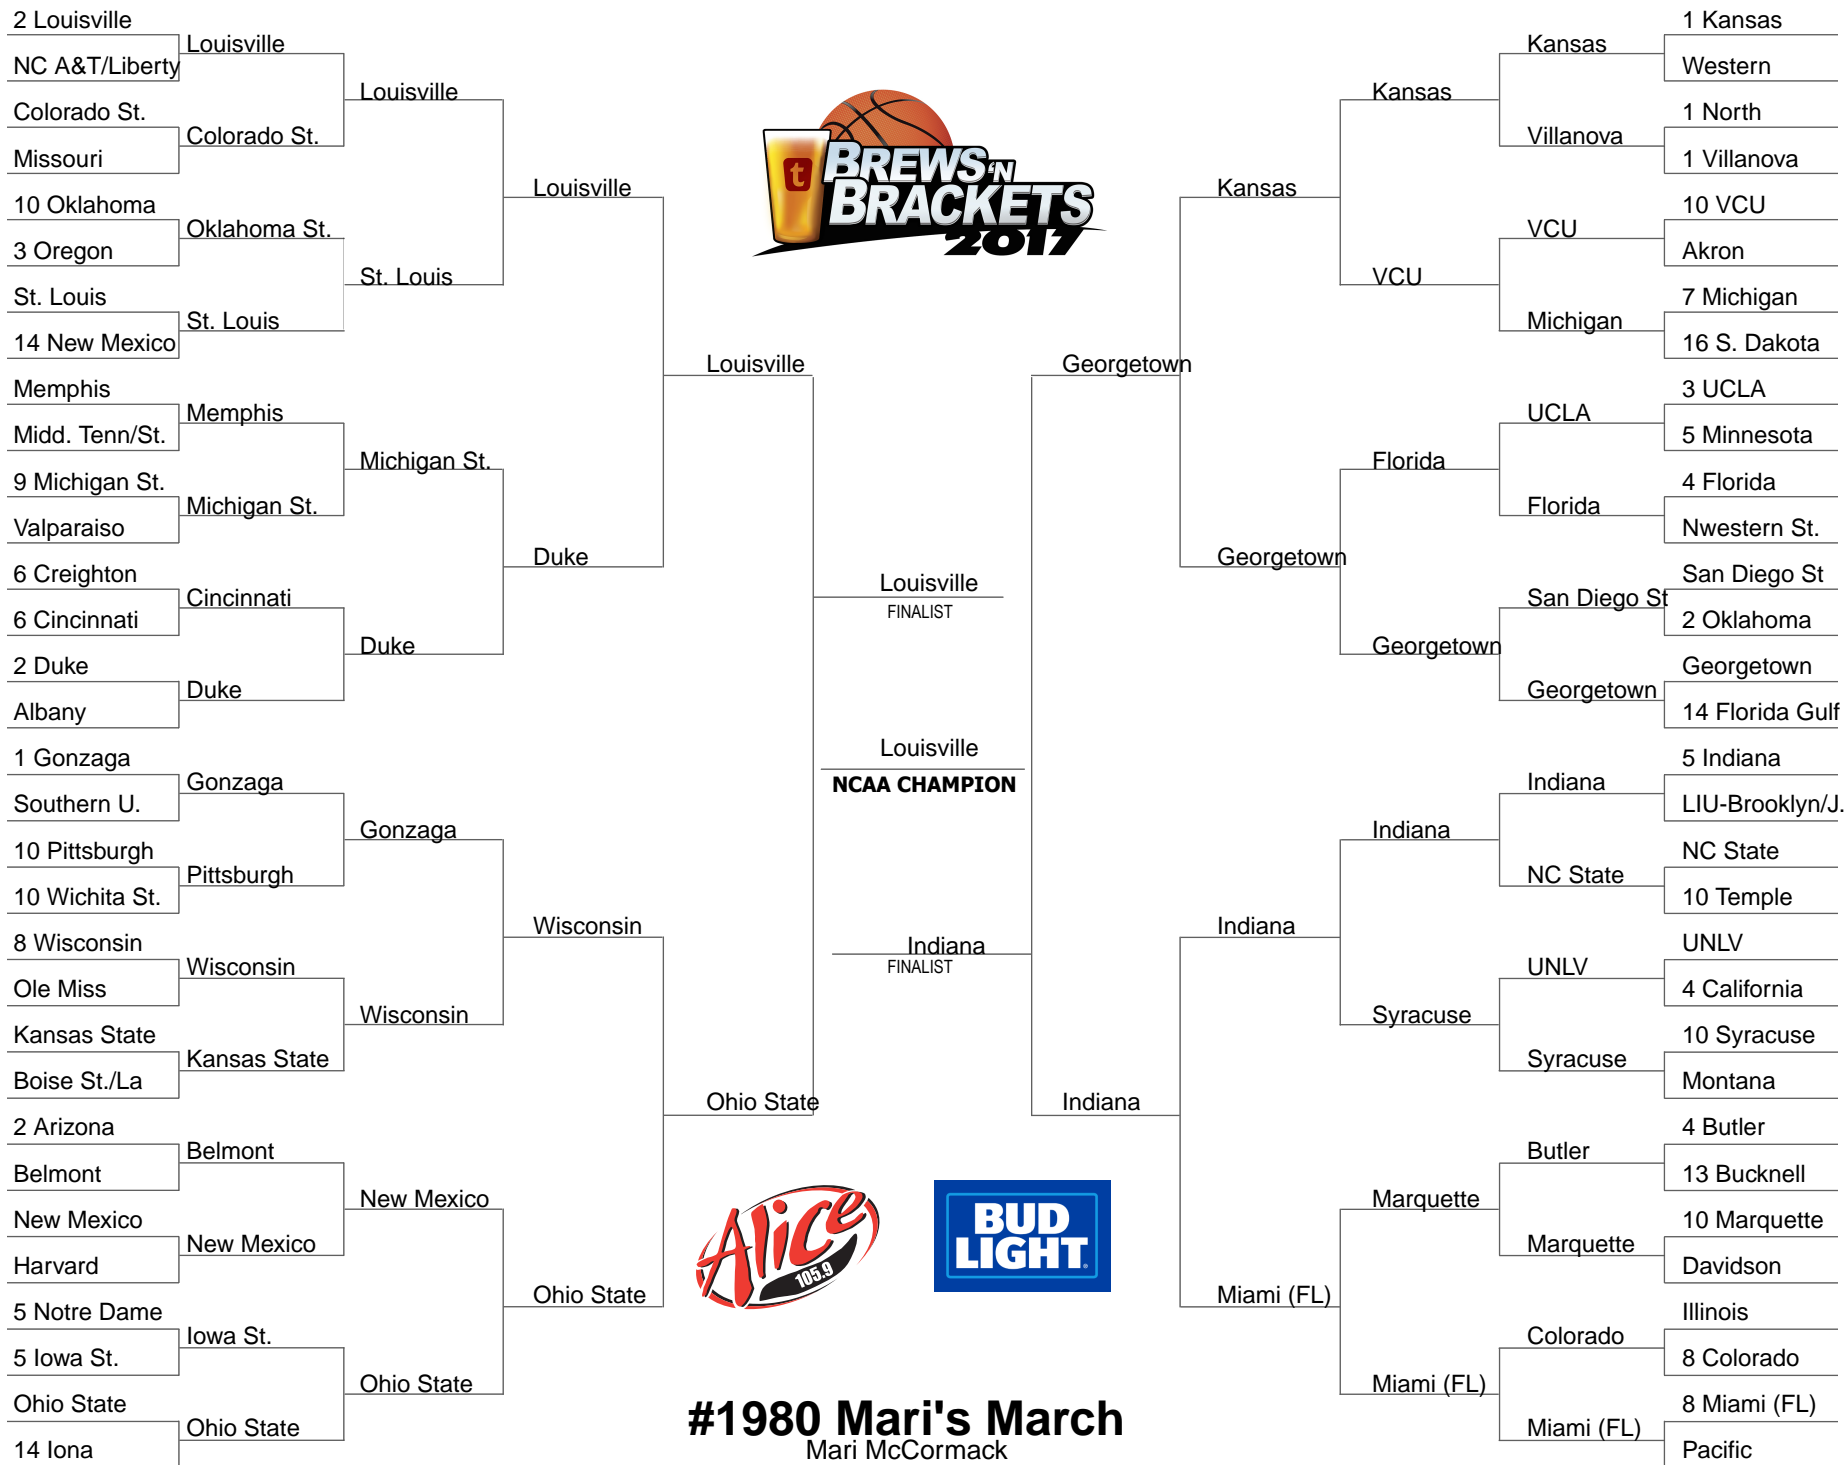 2 Louisville
NC A&T/Liberty
Colorado St.
Missouri
10 Oklahoma
3 Oregon
St. Louis
14 New Mexico
Memphis
Midd. Tenn/St.
9 Michigan St.
Valparaiso
6 Creighton
6 Cincinnati
2 Duke
Albany
1 Gonzaga
Southern U.
10 Pittsburgh
10 Wichita St.
8 Wisconsin
Ole Miss
Kansas State
Boise St./La
2 Arizona
Belmont
New Mexico
Harvard
5 Notre Dame
5 Iowa St.
Ohio State
14 Iona
Louisville
Colorado St.
Oklahoma St.
St. Louis
Memphis
Michigan St.
Cincinnati
Duke
Gonzaga
Pittsburgh
Wisconsin
Kansas State
Belmont
New Mexico
Iowa St.
Ohio State
Louisville
St. Louis
Michigan St.
Duke
Gonzaga
Wisconsin
New Mexico
Ohio State
Louisville
Duke
Wisconsin
Ohio State
Louisville
Ohio State
t
BREWS 'N
BRACKETS
2017
Louisville
FINALIST
Louisville
NCAA CHAMPION
Indiana
FINALIST
Alice
105.9
BUD
LIGHT
#1980 Mari's March
Mari McCormack
Georgetown
Indiana
Kansas
Georgetown
Indiana
Miami (FL)
Kansas
VCU
Florida
Georgetown
Indiana
Syracuse
Marquette
Miami (FL)
Kansas
Villanova
VCU
Michigan
UCLA
Florida
San Diego St
Georgetown
Indiana
NC State
UNLV
Syracuse
Butler
Marquette
Colorado
Miami (FL)
1 Kansas
Western
1 North
1 Villanova
10 VCU
Akron
7 Michigan
16 S. Dakota
3 UCLA
5 Minnesota
4 Florida
Nwestern St.
San Diego St
2 Oklahoma
Georgetown
14 Florida Gulf
5 Indiana
LIU-Brooklyn/J.
NC State
10 Temple
UNLV
4 California
10 Syracuse
Montana
4 Butler
13 Bucknell
10 Marquette
Davidson
Illinois
8 Colorado
8 Miami (FL)
Pacific